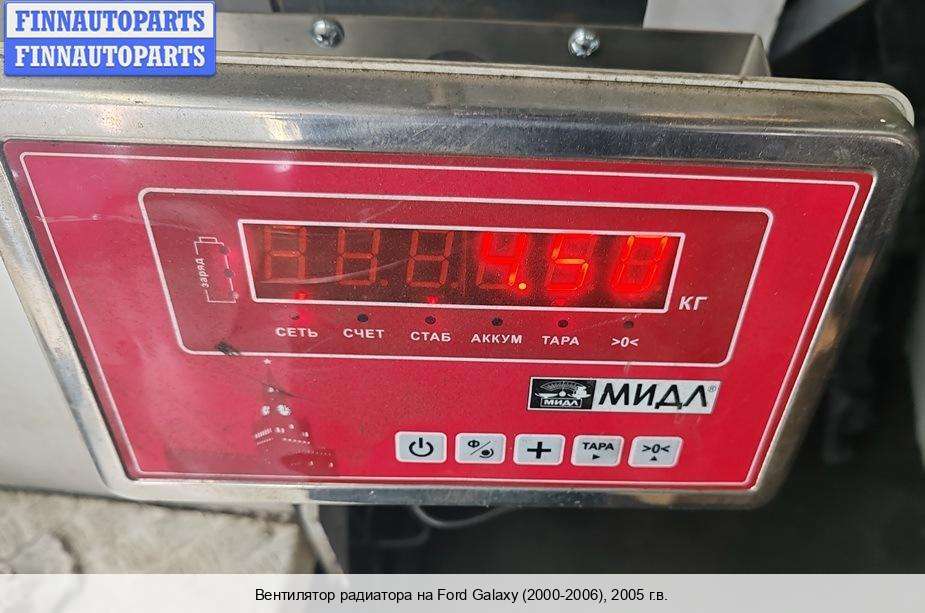 FINNAUTOPARTS
FINNAUTOPARTS
4.50
заряд
КГ
СЕТЬ СЧЕТ СТАБ АККУМ ТАРА >0<
МИДЛ МИДЛ®
Ф/ + ТАРА >0<
Вентилятор радиатора на Ford Galaxy (2000-2006), 2005 г.в.